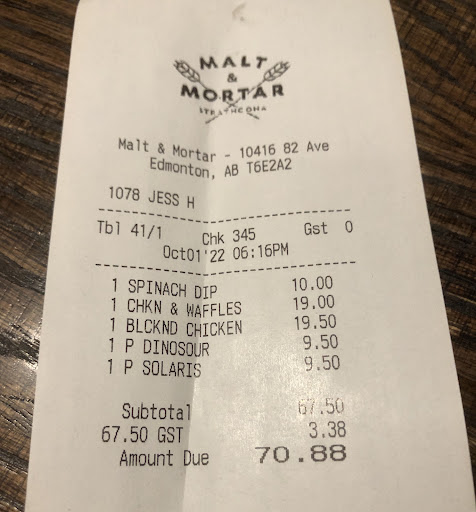 MALT
&
MORTAR
STRATHCONA
Malt & Mortar - 10416 82 Ave
Edmonton, AB T6E2A2
1078 JESS H
Tbl 41/1 Chk 345 Gst 0
Oct01'22 06:16PM
1 SPINACH DIP 10.00
1 CHKN & WAFFLES 19.00
1 BLCKND CHICKEN 19.50
1 P DINOSOUR 9.50
1 P SOLARIS 9.50
Subtotal 67.50
67.50 GST 3.38
Amount Due 70.88